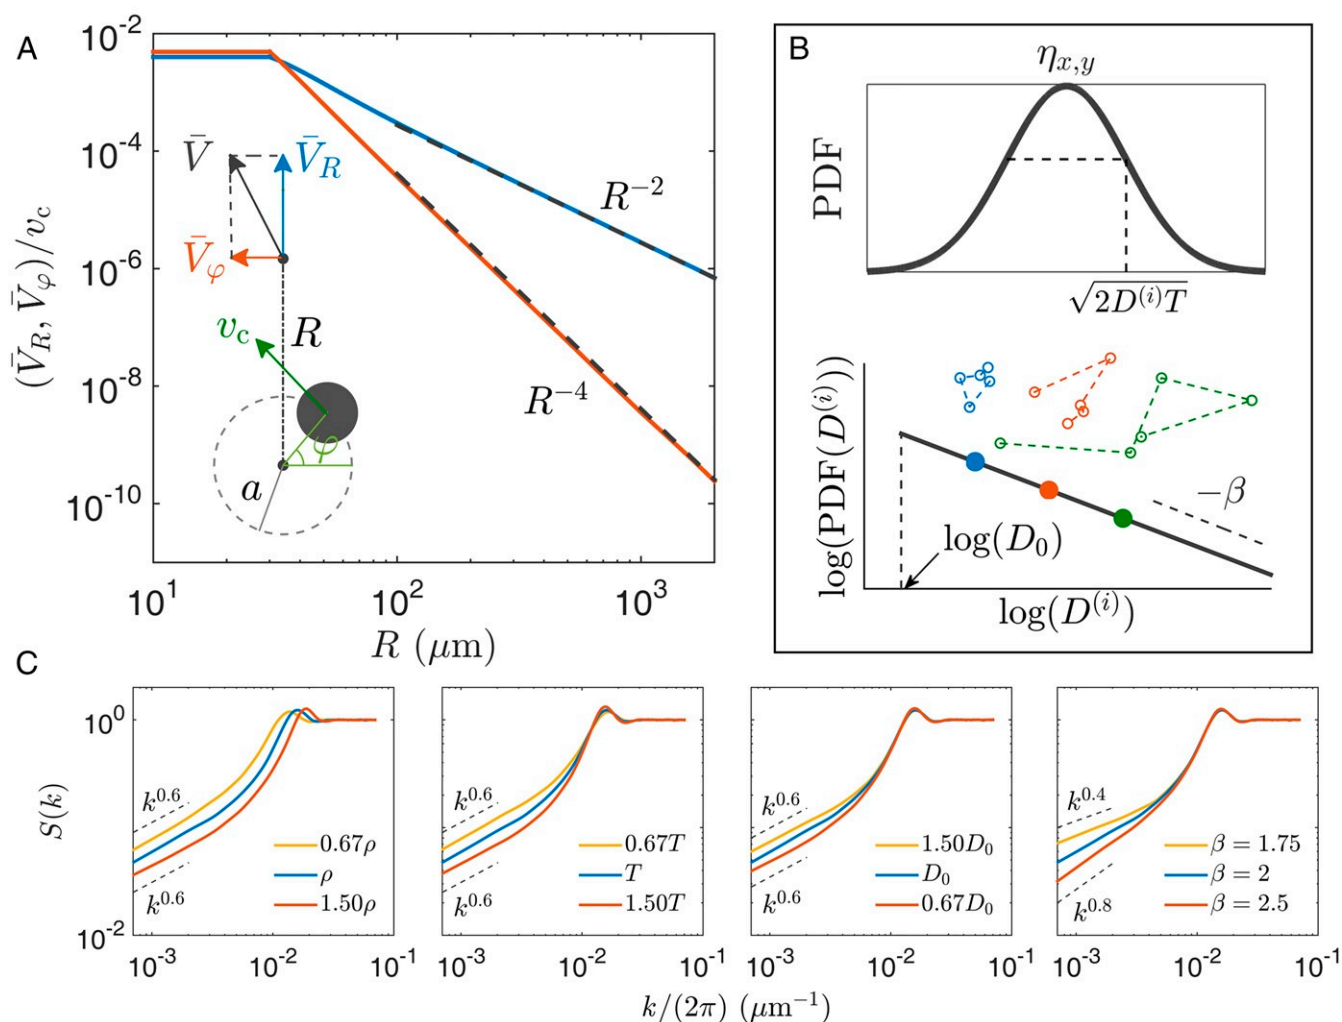 A
(V̄_R, V̄_φ)/v_c
10^-2
10^-4
10^-6
10^-8
10^-10
V̄
V̄_R
V̄_φ
v_c
R
φ
a
R^-2
R^-4
10^1
10^2
10^3
R (μm)
B
η_x,y
PDF
√2D^(i)T
log(PDF(D^(i)))
−β
log(D_0)
log(D^(i))
C
S(k)
10^0
10^-2
k^0.6
0.67ρ
ρ
1.50ρ
k^0.6
10^-3
10^-2
10^-1
k^0.6
0.67T
T
1.50T
k^0.6
10^-3
10^-2
10^-1
k^0.6
1.50D_0
D_0
0.67D_0
k^0.6
10^-3
10^-2
10^-1
k^0.4
β = 1.75
β = 2
β = 2.5
k^0.8
10^-3
10^-2
10^-1
k/(2π) (μm^-1)